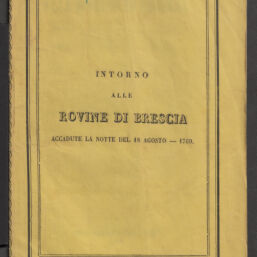 INTORNO
ALLE
ROVINE DI BRESCIA
ACCADUTE LA NOTTE DEL 18 AGOSTO — 1769.